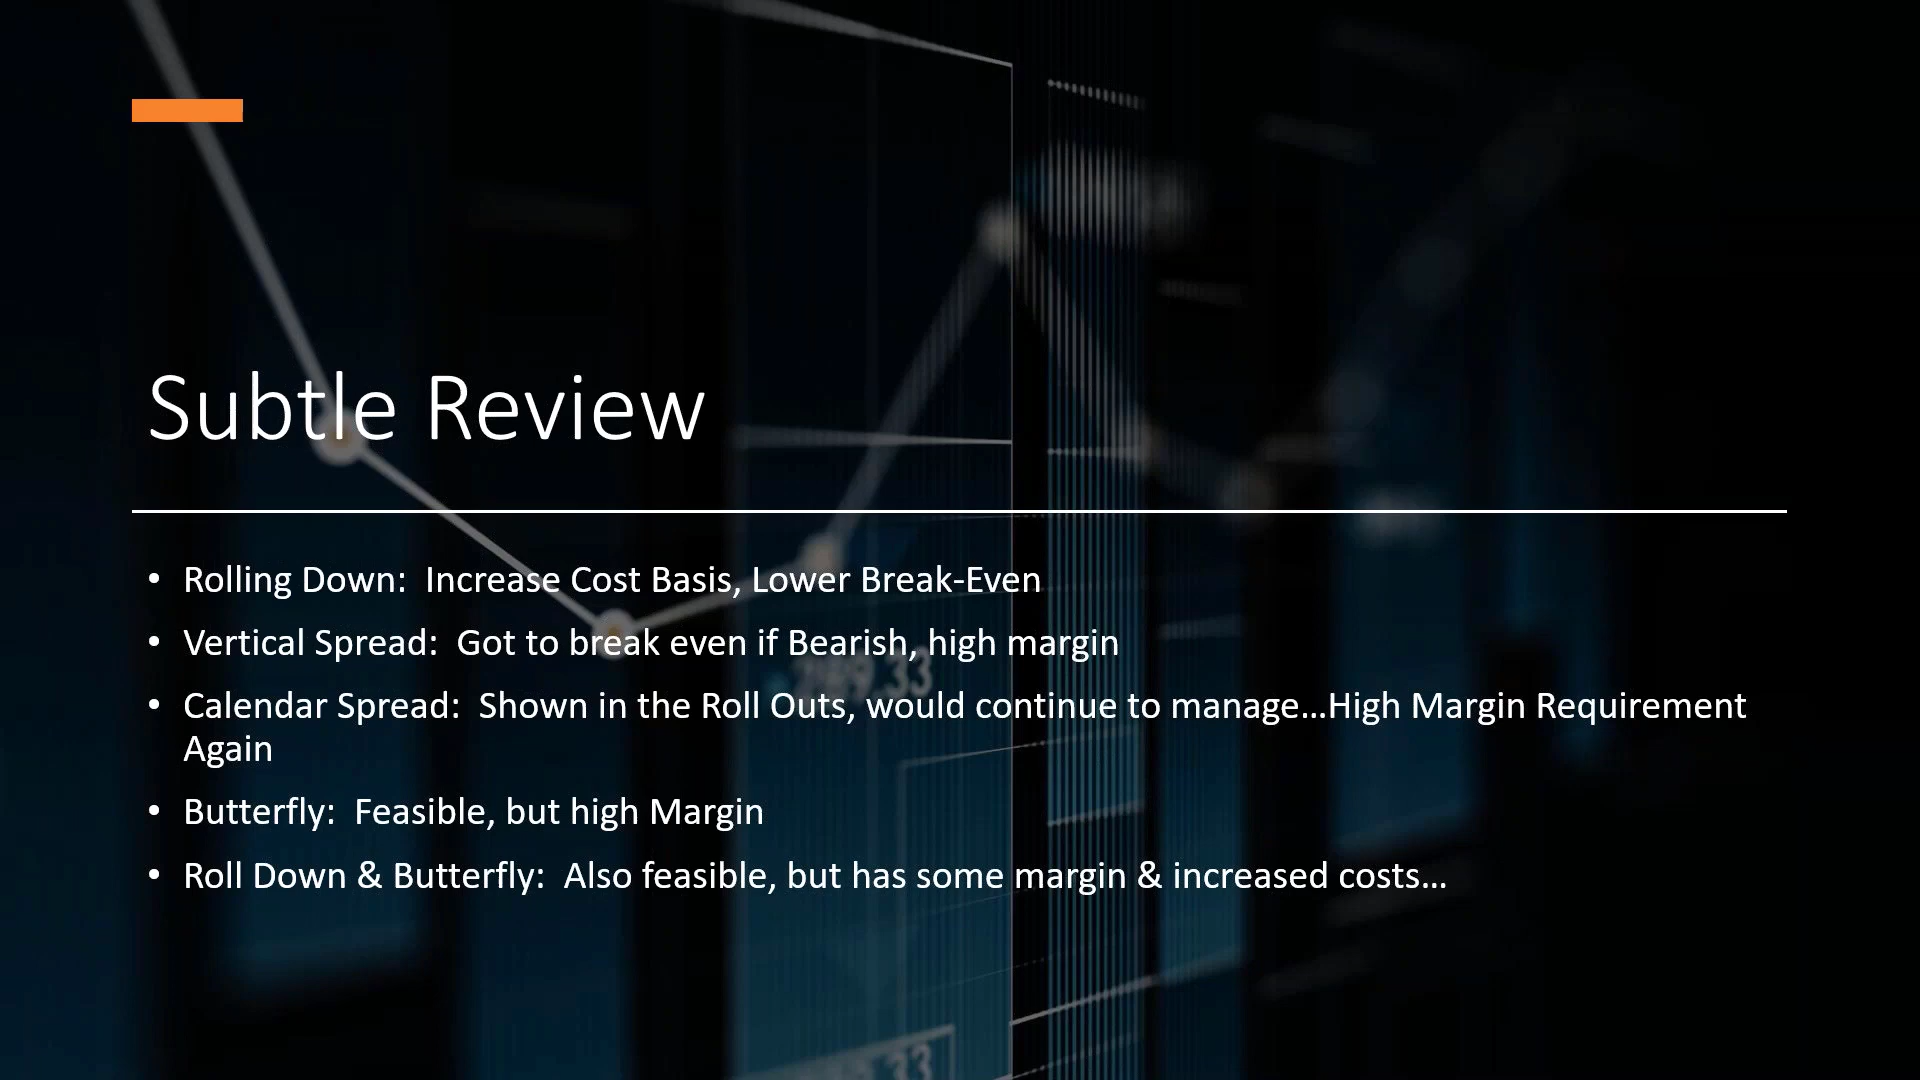 Subtle Review
• Rolling Down:  Increase Cost Basis, Lower Break-Even
• Vertical Spread:  Got to break even if Bearish, high margin
• Calendar Spread:  Shown in the Roll Outs, would continue to manage...High Margin Requirement
Again
• Butterfly:  Feasible, but high Margin
• Roll Down & Butterfly:  Also feasible, but has some margin & increased costs...